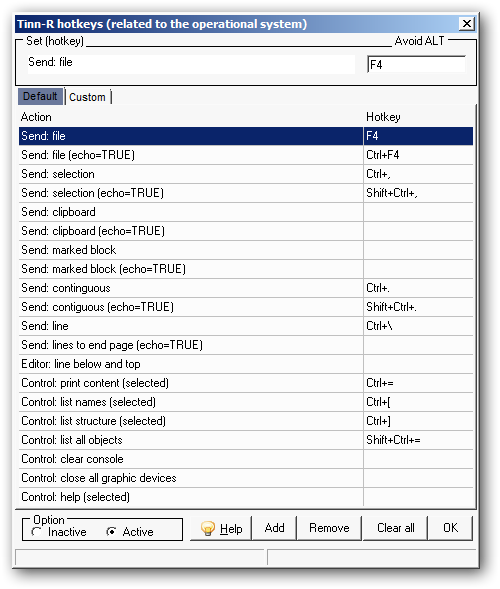 Tinn-R hotkeys (related to the operational system)
Set (hotkey) Avoid ALT
Send: file F4
Default Custom
Action Hotkey
Send: file F4
Send: file (echo=TRUE) Ctrl+F4
Send: selection Ctrl+,
Send: selection (echo=TRUE) Shift+Ctrl+,
Send: clipboard
Send: clipboard (echo=TRUE)
Send: marked block
Send: marked block (echo=TRUE)
Send: continguous Ctrl+.
Send: contiguous (echo=TRUE) Shift+Ctrl+.
Send: line Ctrl+\
Send: lines to end page (echo=TRUE)
Editor: line below and top
Control: print content (selected) Ctrl+=
Control: list names (selected) Ctrl+[
Control: list structure (selected) Ctrl+]
Control: list all objects Shift+Ctrl+=
Control: clear console
Control: close all graphic devices
Control: help (selected)
Option
Inactive Active Help Add Remove Clear all OK